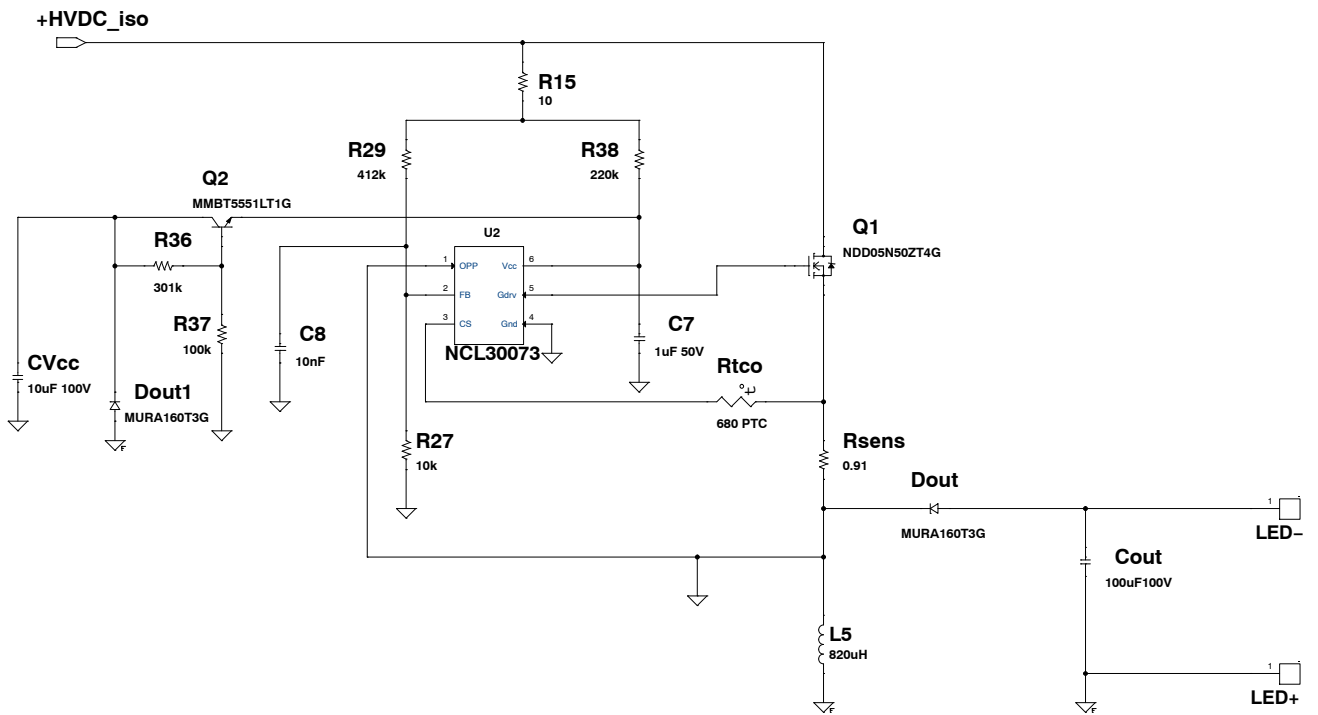 +HVDC_iso
R15
10
R29
412k
R38
220k
Q2
MMBT5551LT1G
Q1
NDD05N50ZT4G
U2
R36
301k
1
OPP
Vcc
6
2
FB
Gdrv
5
3
CS
Gnd
4
NCL30073
R37
100k
C8
10nF
C7
1uF 50V
CVcc
10uF 100V
Dout1
MURA160T3G
F
Rtco
t
680 PTC
R27
10k
Rsens
0.91
Dout
MURA160T3G
1
LED−
Cout
100uF100V
L5
820uH
1
LED+
F
F